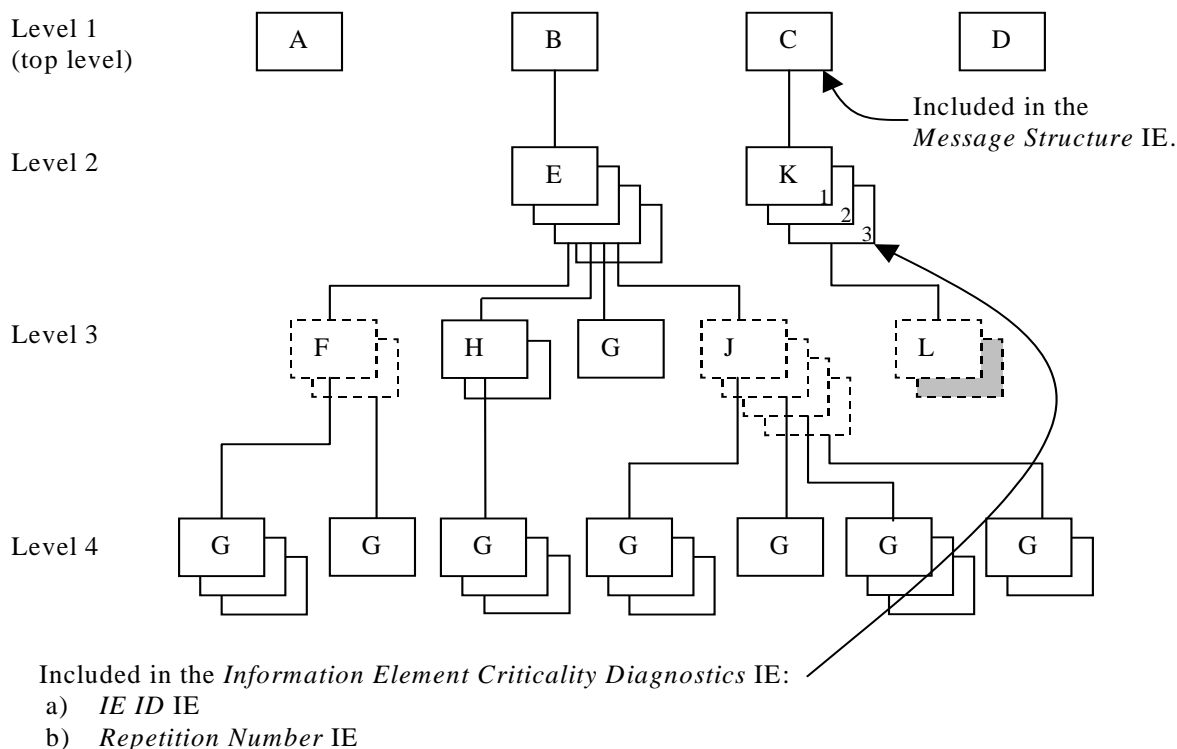 Level 1
(top level)
A B C D
Included in the
Message Structure IE.
Level 2
E K
1
2
3
Level 3
F H G J L
Level 4
G G G G G G G
Included in the Information Element Criticality Diagnostics IE:
a) IE ID IE
b) Repetition Number IE